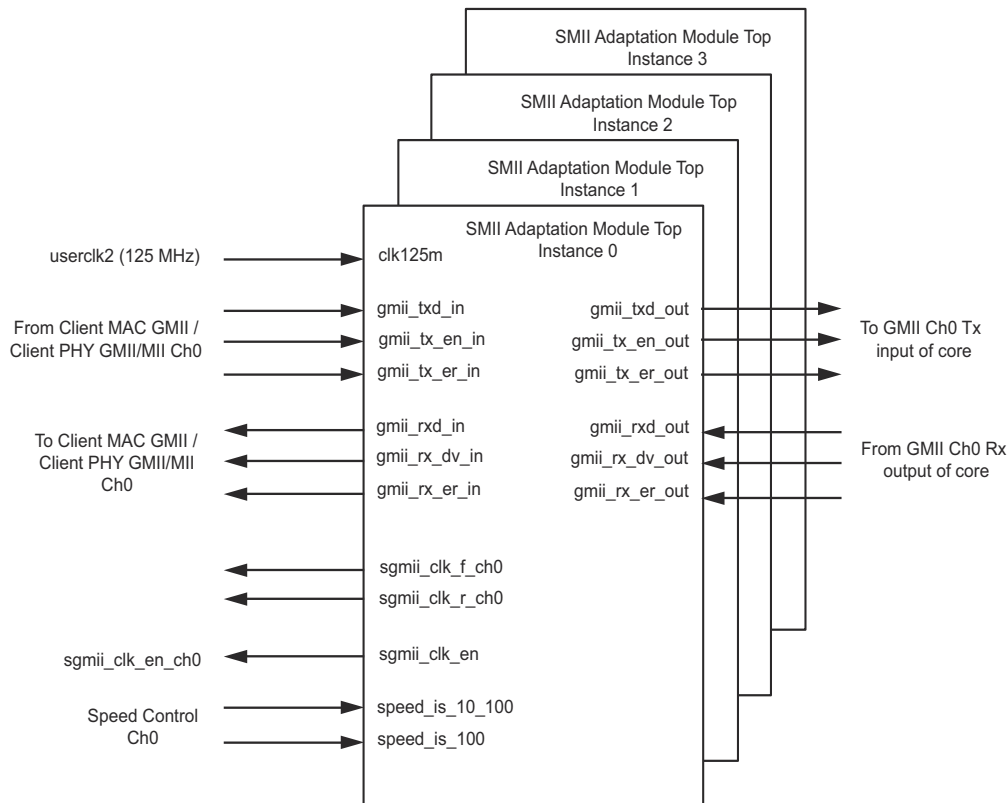 SMII Adaptation Module Top
Instance 3
SMII Adaptation Module Top
Instance 2
SMII Adaptation Module Top
Instance 1
SMII Adaptation Module Top
Instance 0
userclk2 (125 MHz)
clk125m
From Client MAC GMII /
Client PHY GMII/MII Ch0
gmii_txd_in
gmii_tx_en_in
gmii_tx_er_in
gmii_txd_out
gmii_tx_en_out
gmii_tx_er_out
To GMII Ch0 Tx
input of core
To Client MAC GMII /
Client PHY GMII/MII
Ch0
gmii_rxd_in
gmii_rx_dv_in
gmii_rx_er_in
gmii_rxd_out
gmii_rx_dv_out
gmii_rx_er_out
From GMII Ch0 Rx
output of core
sgmii_clk_f_ch0
sgmii_clk_r_ch0
sgmii_clk_en_ch0
sgmii_clk_en
Speed Control
Ch0
speed_is_10_100
speed_is_100